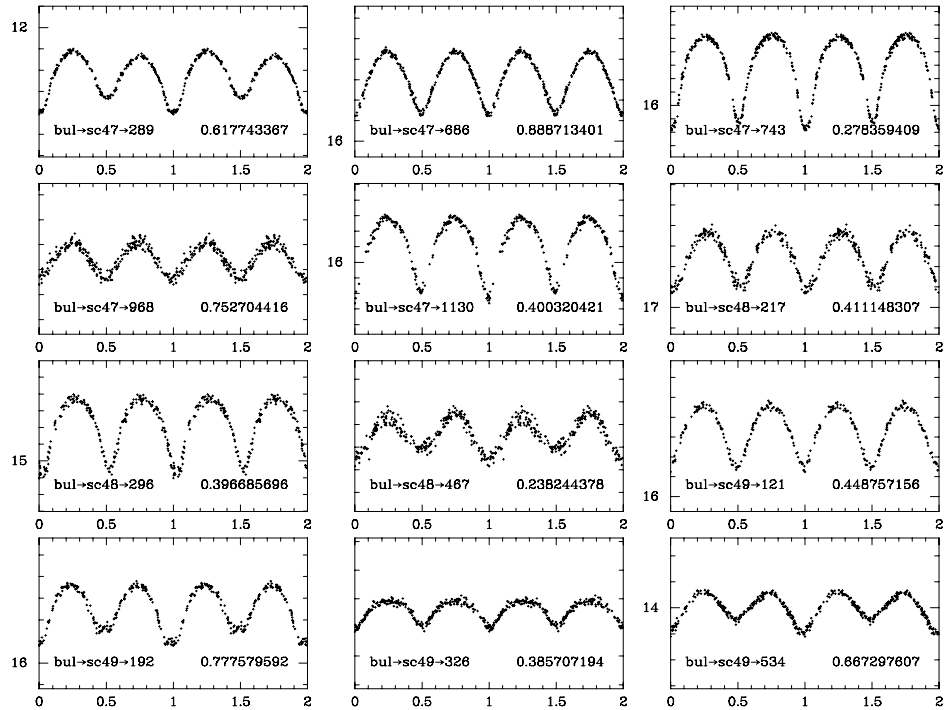 12
bul→sc47→289 0.617743367
0 0.5 1 1.5 2
16
bul→sc47→686 0.888713401
0 0.5 1 1.5 2
16
bul→sc47→743 0.278359409
0 0.5 1 1.5 2
bul→sc47→968 0.752704416
0 0.5 1 1.5 2
16
bul→sc47→1130 0.400320421
0 0.5 1 1.5 2
17
bul→sc48→217 0.411148307
0 0.5 1 1.5 2
15
bul→sc48→296 0.396685696
0 0.5 1 1.5 2
bul→sc48→467 0.238244378
0 0.5 1 1.5 2
16
bul→sc49→121 0.448757156
0 0.5 1 1.5 2
16
bul→sc49→192 0.777579592
0 0.5 1 1.5 2
bul→sc49→326 0.385707194
0 0.5 1 1.5 2
14
bul→sc49→534 0.667297607
0 0.5 1 1.5 2